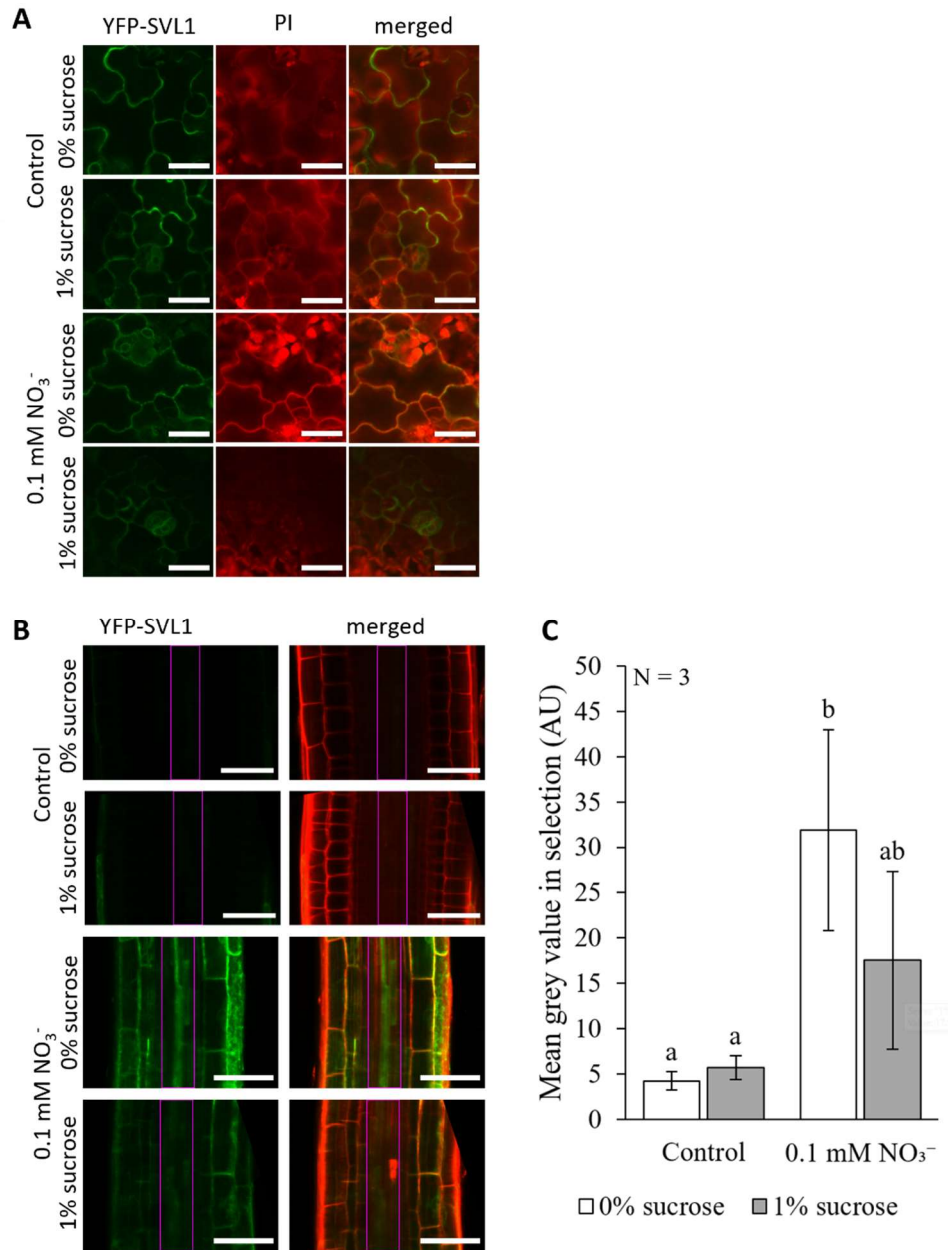 A
YFP-SVL1 PI merged
Control
0% sucrose
1% sucrose
0.1 mM NO₃⁻
0% sucrose
1% sucrose
B
YFP-SVL1 merged
Control
0% sucrose
1% sucrose
0.1 mM NO₃⁻
0% sucrose
1% sucrose
C
N = 3
Mean grey value in selection (AU)
50
45
40
35
30
25
20
15
10
5
0
a a b ab
Control 0.1 mM NO₃⁻
0% sucrose 1% sucrose